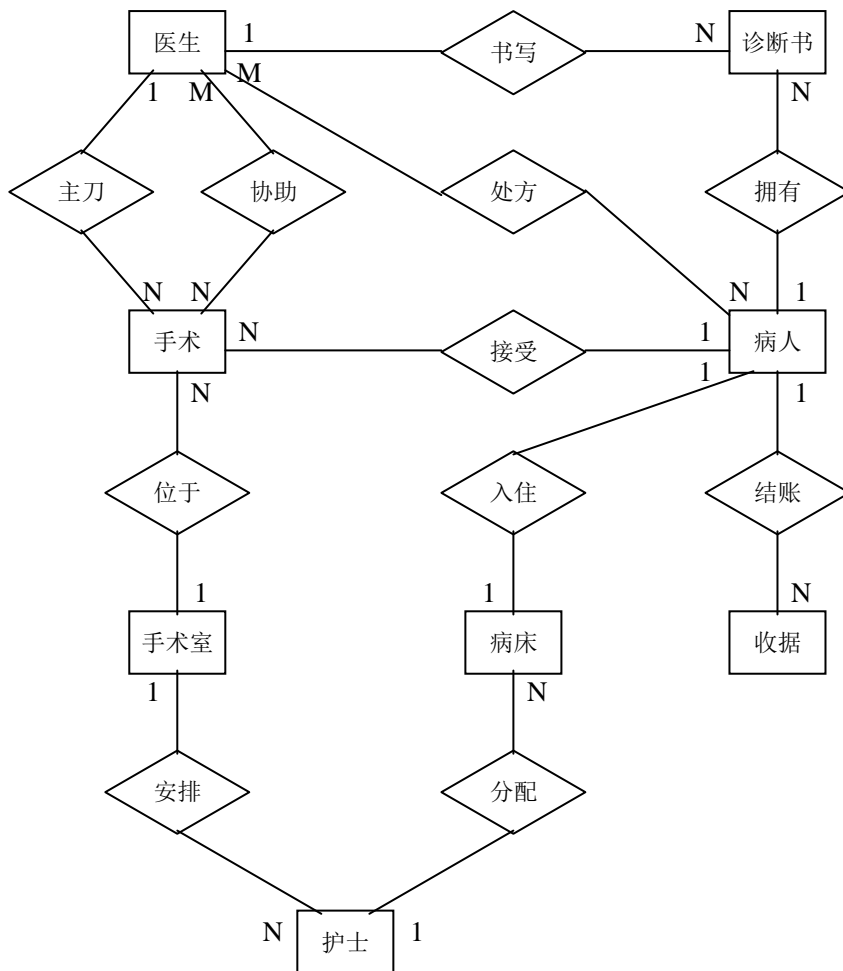 医生 1 书写 N 诊断书
1 M M N
主刀 协助 处方 拥有
N N N 1
手术 N 接受 1 病人
N 1 1
位于 入住 结账
1 1 N
手术室 病床 收据
1 N
安排 分配
N 护士 1